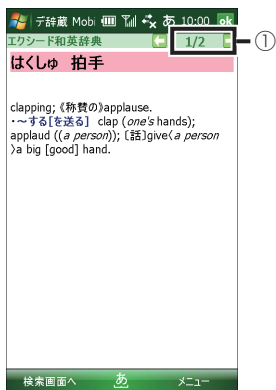 デ辞蔵 Mobi あ 10:00 ok
エクシード和英辞典 1/2 ①
はくしゅ 拍手
clapping; 《称賛の》applause.
・～する[を送る] clap (one's hands);
applaud ((a person)); 〔話〕give〈a person
〉a big [good] hand.
検索画面へ あ メニュー